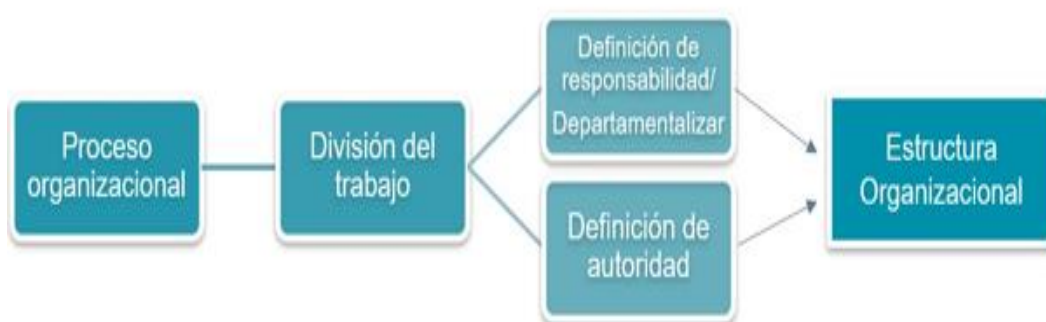 Proceso
organizacional
División del
trabajo
Definición de
responsabilidad/
Departamentalizar
Definición de
autoridad
Estructura
Organizacional